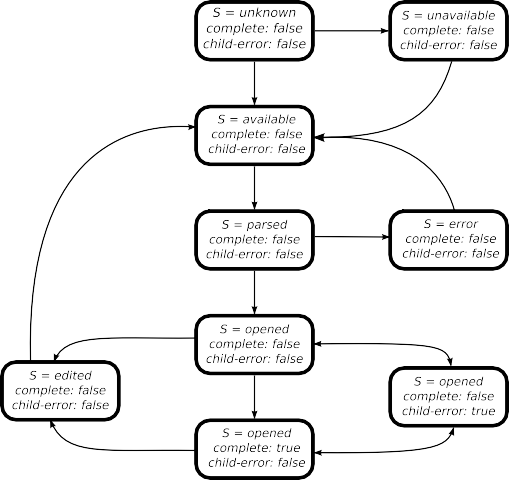 S = unknown
complete: false
child-error: false
S = unavailable
complete: false
child-error: false
S = available
complete: false
child-error: false
S = parsed
complete: false
child-error: false
S = error
complete: false
child-error: false
S = opened
complete: false
child-error: false
S = edited
complete: false
child-error: false
S = opened
complete: false
child-error: true
S = opened
complete: true
child-error: false